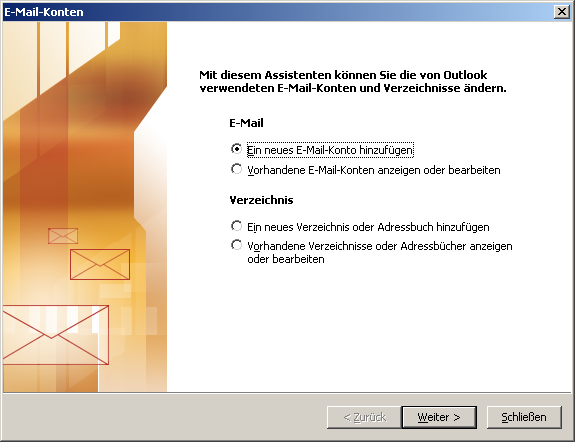 E-Mail-Konten
Mit diesem Assistenten können Sie die von Outlook
verwendeten E-Mail-Konten und Verzeichnisse ändern.
E-Mail
Ein neues E-Mail-Konto hinzufügen
Vorhandene E-Mail-Konten anzeigen oder bearbeiten
Verzeichnis
Ein neues Verzeichnis oder Adressbuch hinzufügen
Vorhandene Verzeichnisse oder Adressbücher anzeigen
oder bearbeiten
< Zurück
Weiter >
Schließen